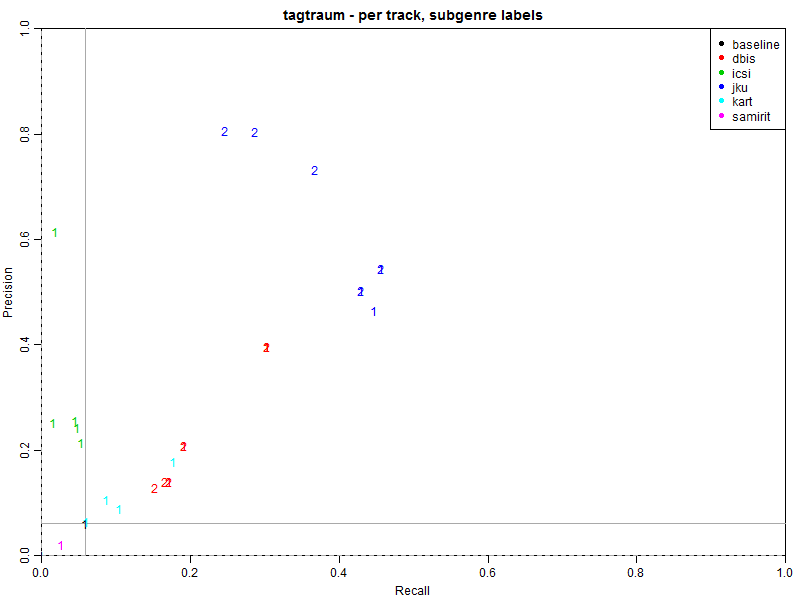 tagtraum - per track, subgenre labels
baseline
dbis
icsi
jku
kart
samirit
Precision
1.0
0.8
0.6
0.4
0.2
0.0
2 2
2
1
2
2
1
2
1 1
1
1
2
1
2 2 2
1
1
1
1
0.0 0.2 0.4 0.6 0.8 1.0
Recall